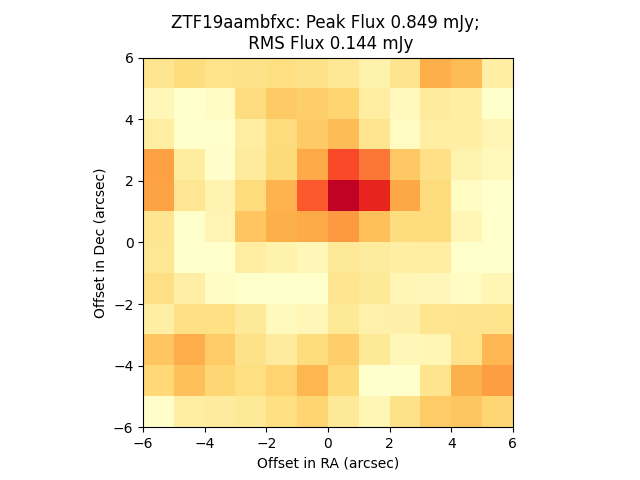 ZTF19aambfxc: Peak Flux 0.849 mJy;
RMS Flux 0.144 mJy
6
4
2
0
−2
−4
−6
Offset in Dec (arcsec)
−6 −4 −2 0 2 4 6
Offset in RA (arcsec)